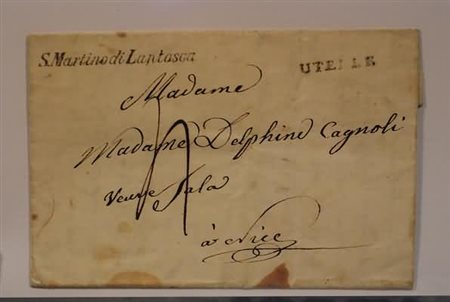 S. Martino di Lantosca
UTELLE
Madame
Madame Delphine Cagnoli
Veuve Sala
à Nice